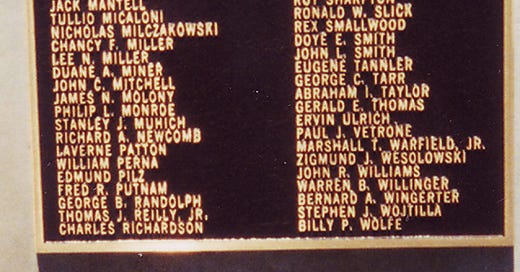 JACK MANTELL
TULLIO MICALONI
NICHOLAS MILCZAKOWSKI
CHANCY F. MILLER
LEE N. MILLER
DUANE A. MINER
JOHN C. MITCHELL
JAMES N. MOLONY
PHILIP L. MONROE
STANLEY J. MUHICH
RICHARD A. NEWCOMB
LAVERNE PATTON
WILLIAM PERNA
EDMUND PILZ
FRED R. PUTNAM
GEORGE B. RANDOLPH
THOMAS J. REILLY, JR.
CHARLES RICHARDSON
ROY SHARPTON
RONALD W. SLICK
REX SMALLWOOD
DOYE E. SMITH
JOHN L. SMITH
EUGENE TANNLER
GEORGE C. TARR
ABRAHAM I. TAYLOR
GERALD E. THOMAS
ERVIN ULRICH
PAUL J. VETRONE
MARSHALL T. WARFIELD, JR.
ZIGMUND J. WESOLOWSKI
JOHN R. WILLIAMS
WARREN B. WILLINGER
BERNARD A. WINGERTER
STEPHEN J. WOJTILLA
BILLY P. WOLFE